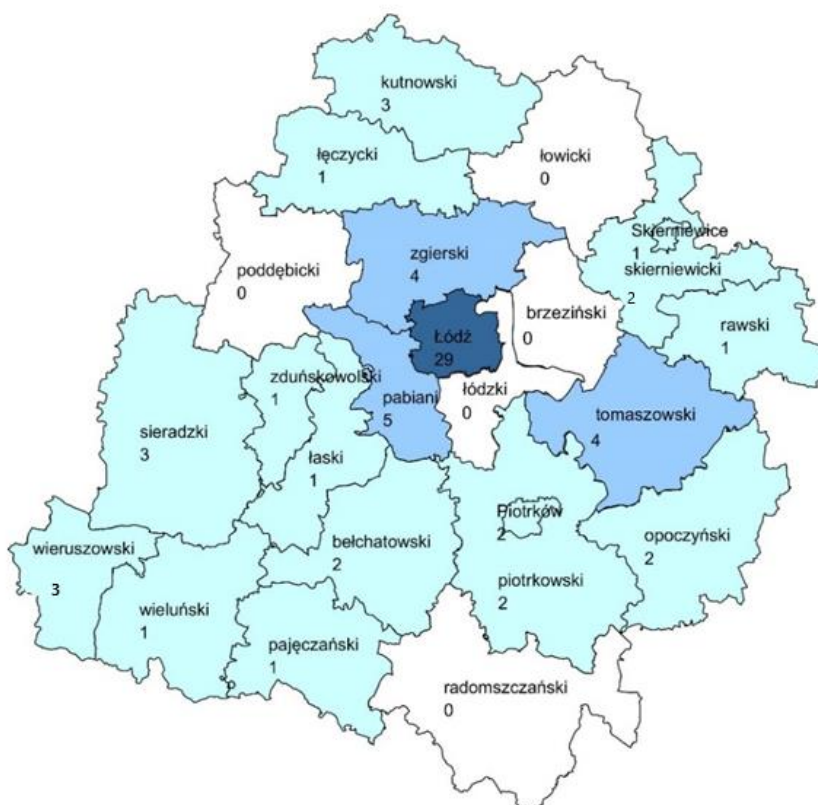 kutnowski
3
łęczycki
1
łowicki
0
Skierniewice
1
skierniewicki
2
zgierski
4
poddębicki
0
brzeziński
0
rawski
1
Łódź
29
zduńskowolski
1
pabiani
5
łódzki
0
tomaszowski
4
sieradzki
3
łaski
1
Piotrków
2
opoczyński
2
wieruszowski
3
bełchatowski
2
piotrkowski
2
wieluński
1
pajęczański
1
radomszczański
0